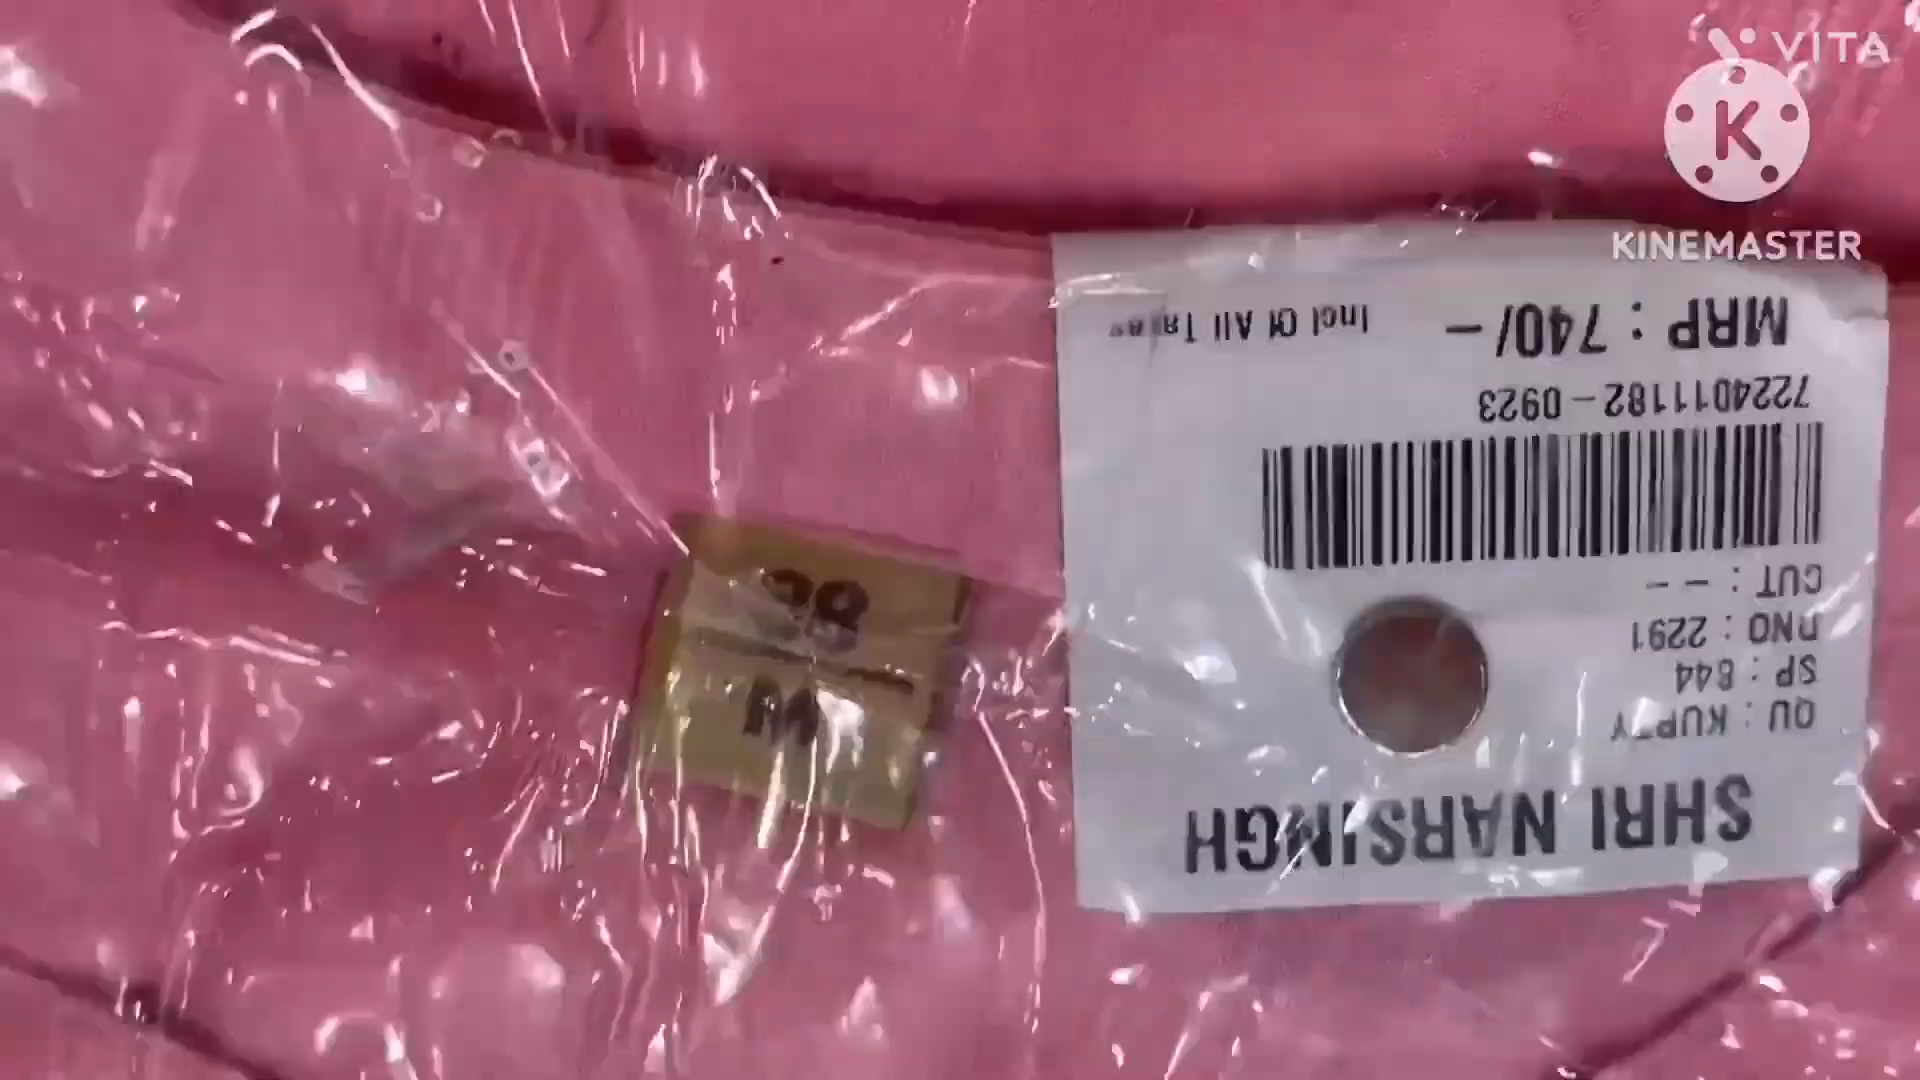 VITA
K
KINEMASTER
SHRI NARSINGH
QU : KUPTY
SP : 844
DNO : 2291
CUT : --
7224011182-0923
MRP : 740/-
Incl Of All Taxes
M
38